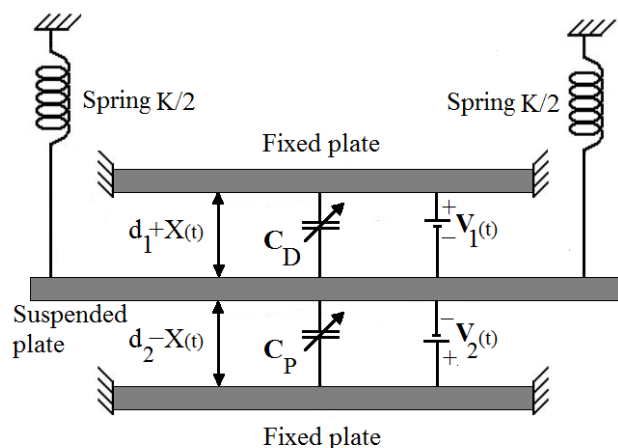 Spring K/2
Spring K/2
Fixed plate
d1+X(t)
CD
+
−
V1(t)
Suspended
plate
d2−X(t)
CP
−
+
V2(t)
Fixed plate